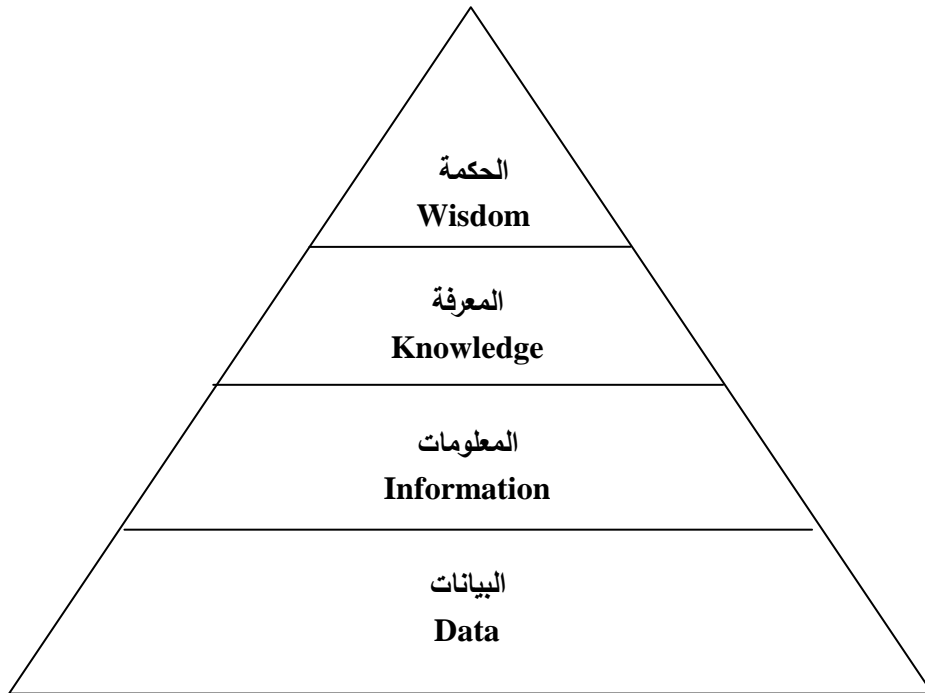 الحكمة
Wisdom
المعرفة
Knowledge
المعلومات
Information
البيانات
Data